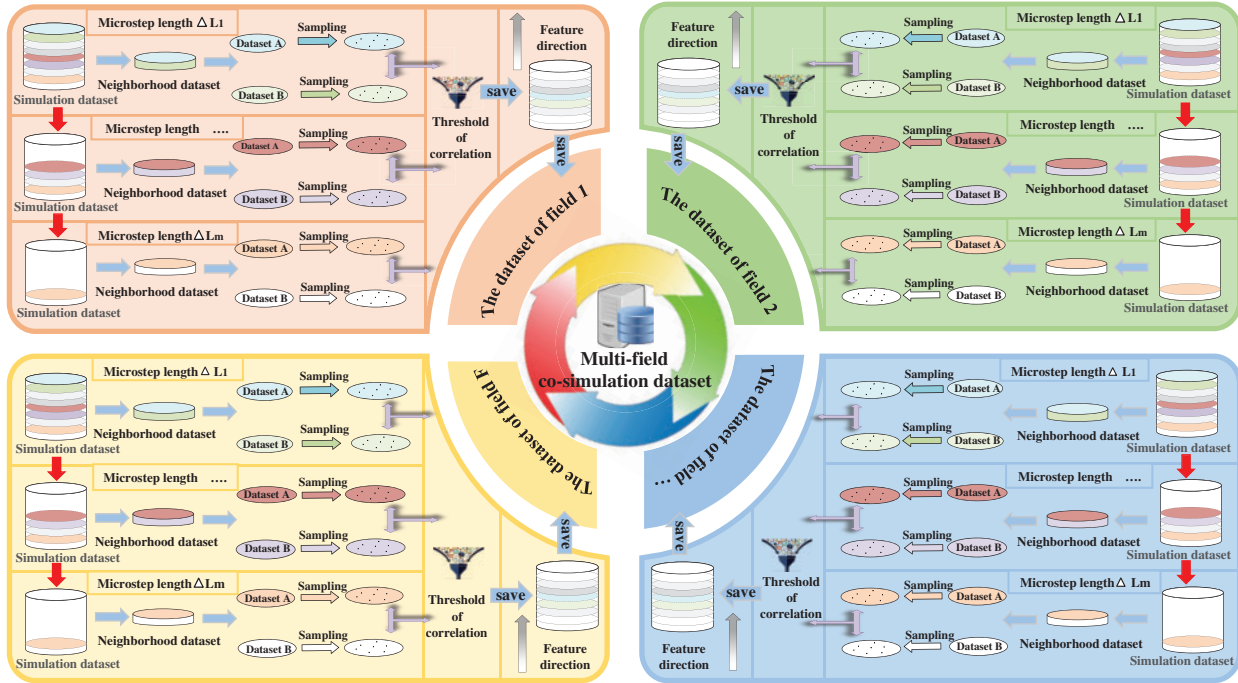 Microstep length △ L1
Simulation dataset
Neighborhood dataset
Dataset A
Sampling
Dataset B
Sampling
Microstep length ....
Simulation dataset
Neighborhood dataset
Dataset A
Sampling
Dataset B
Sampling
Microstep length △ Lm
Simulation dataset
Neighborhood dataset
Dataset A
Sampling
Dataset B
Sampling
Threshold
of
correlation
save
Feature
direction
save
The dataset of field 1
Feature
direction
save
save
Threshold
of
correlation
The dataset of field 2
Microstep length △ L1
Sampling
Dataset A
Sampling
Dataset B
Neighborhood dataset
Simulation dataset
Microstep length ....
Sampling
Dataset A
Sampling
Dataset B
Neighborhood dataset
Simulation dataset
Microstep length △ Lm
Sampling
Dataset A
Sampling
Dataset B
Neighborhood dataset
Simulation dataset
Multi-field
co-simulation dataset
Microstep length △ L1
Simulation dataset
Neighborhood dataset
Dataset A
Sampling
Dataset B
Sampling
Microstep length ....
Simulation dataset
Neighborhood dataset
Dataset A
Sampling
Dataset B
Sampling
Microstep length △ Lm
Simulation dataset
Neighborhood dataset
Dataset A
Sampling
Dataset B
Sampling
Threshold
of
correlation
save
Feature
direction
save
The dataset of field F
The dataset of field ...
save
save
Feature
direction
Threshold
of
correlation
Microstep length △ L1
Sampling
Dataset A
Sampling
Dataset B
Neighborhood dataset
Simulation dataset
Microstep length ....
Sampling
Dataset A
Sampling
Dataset B
Neighborhood dataset
Simulation dataset
Microstep length △ Lm
Sampling
Dataset A
Sampling
Dataset B
Neighborhood dataset
Simulation dataset